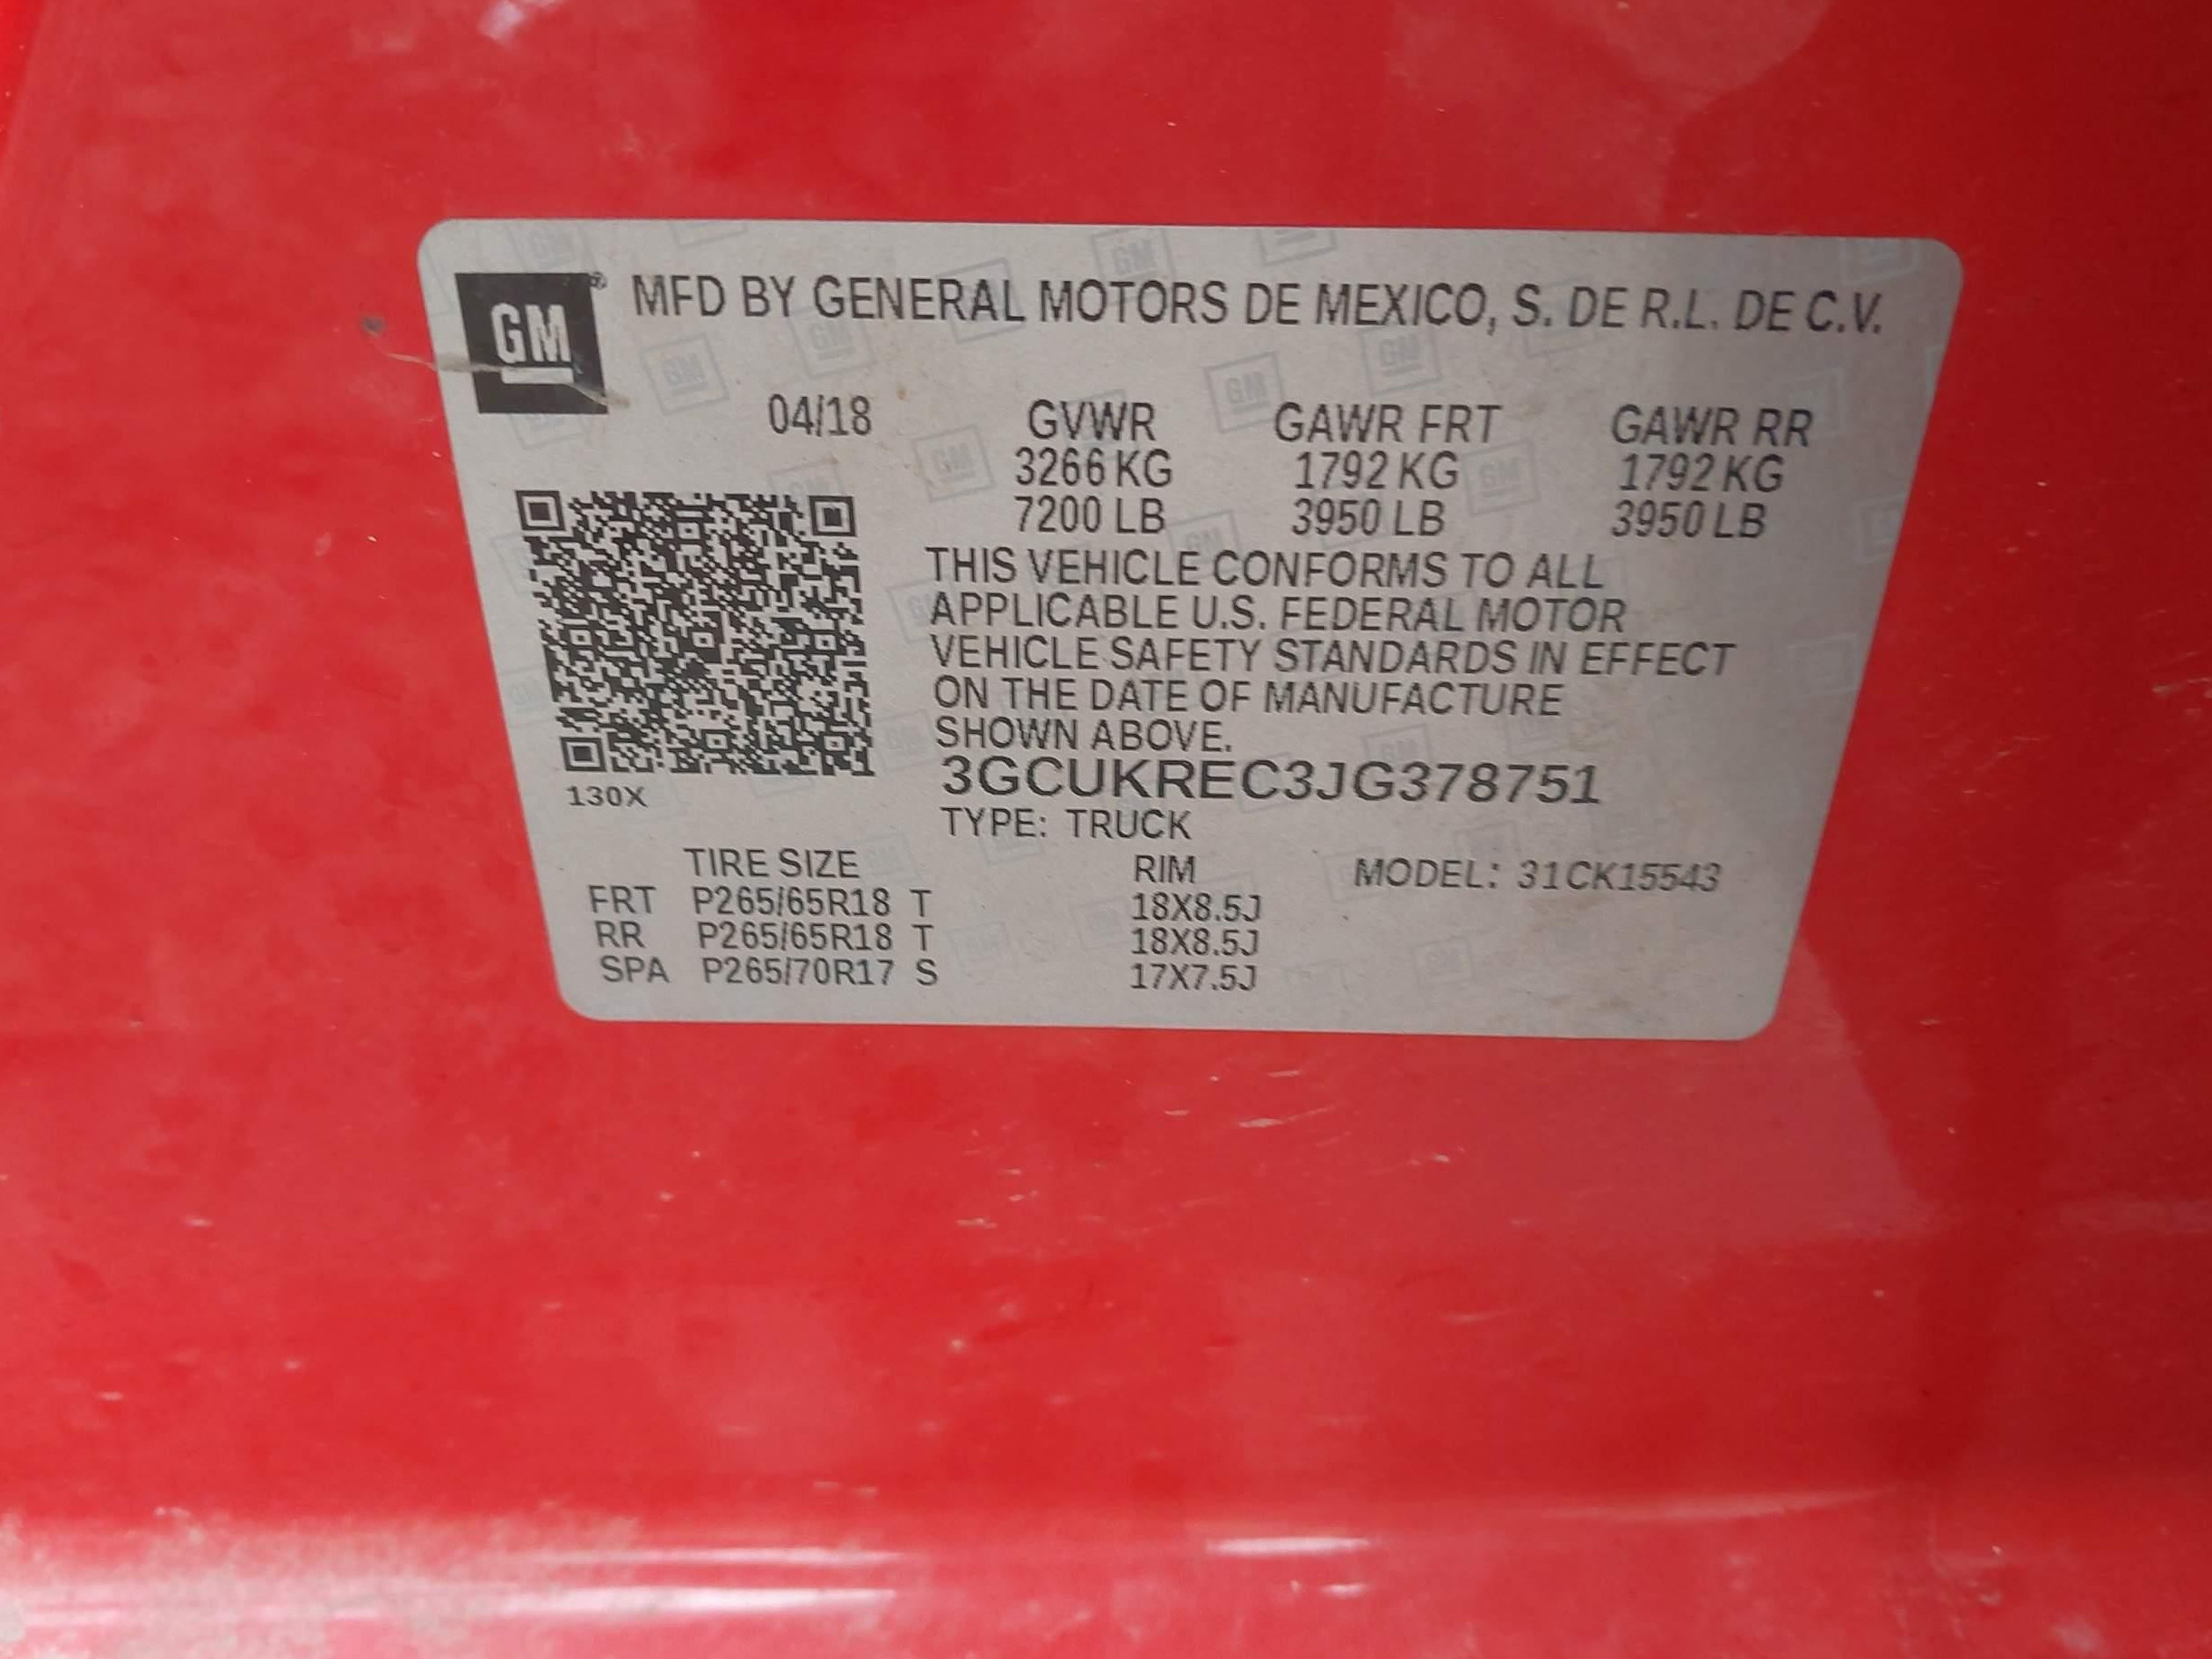 GM® MFD BY GENERAL MOTORS DE MEXICO, S. DE R.L. DE C.V.
04/18 GVWR GAWR FRT GAWR RR
3266 KG 1792 KG 1792 KG
7200 LB 3950 LB 3950 LB
THIS VEHICLE CONFORMS TO ALL
APPLICABLE U.S. FEDERAL MOTOR
VEHICLE SAFETY STANDARDS IN EFFECT
ON THE DATE OF MANUFACTURE
SHOWN ABOVE.
3GCUKREC3JG378751
130X
TYPE: TRUCK
TIRE SIZE RIM MODEL: 31CK15543
FRT P265/65R18 T 18X8.5J
RR P265/65R18 T 18X8.5J
SPA P265/70R17 S 17X7.5J